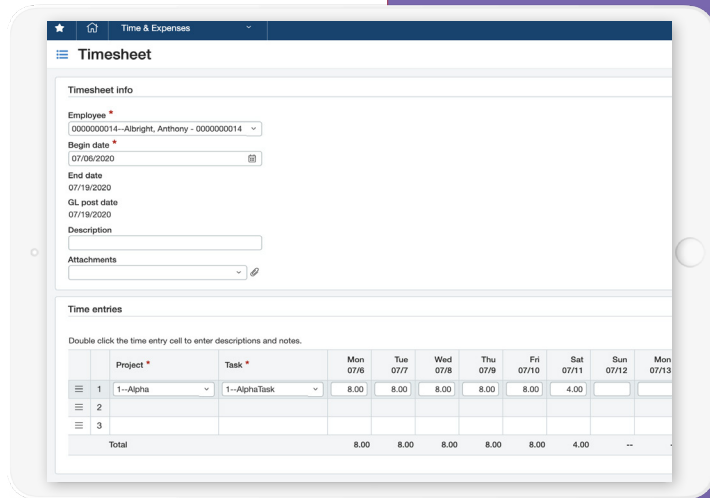 Time & Expenses
Timesheet
Timesheet info
Employee *
0000000014--Albright, Anthony - 0000000014
Begin date *
07/06/2020
End date
07/19/2020
GL post date
07/19/2020
Description
Attachments
Time entries
Double click the time entry cell to enter descriptions and notes.
Project * Task * Mon 07/6 Tue 07/7 Wed 07/8 Thu 07/9 Fri 07/10 Sat 07/11 Sun 07/12 Mon 07/13
1 1--Alpha 1--AlphaTask 8.00 8.00 8.00 8.00 8.00 4.00
2
3
Total 8.00 8.00 8.00 8.00 8.00 4.00 --